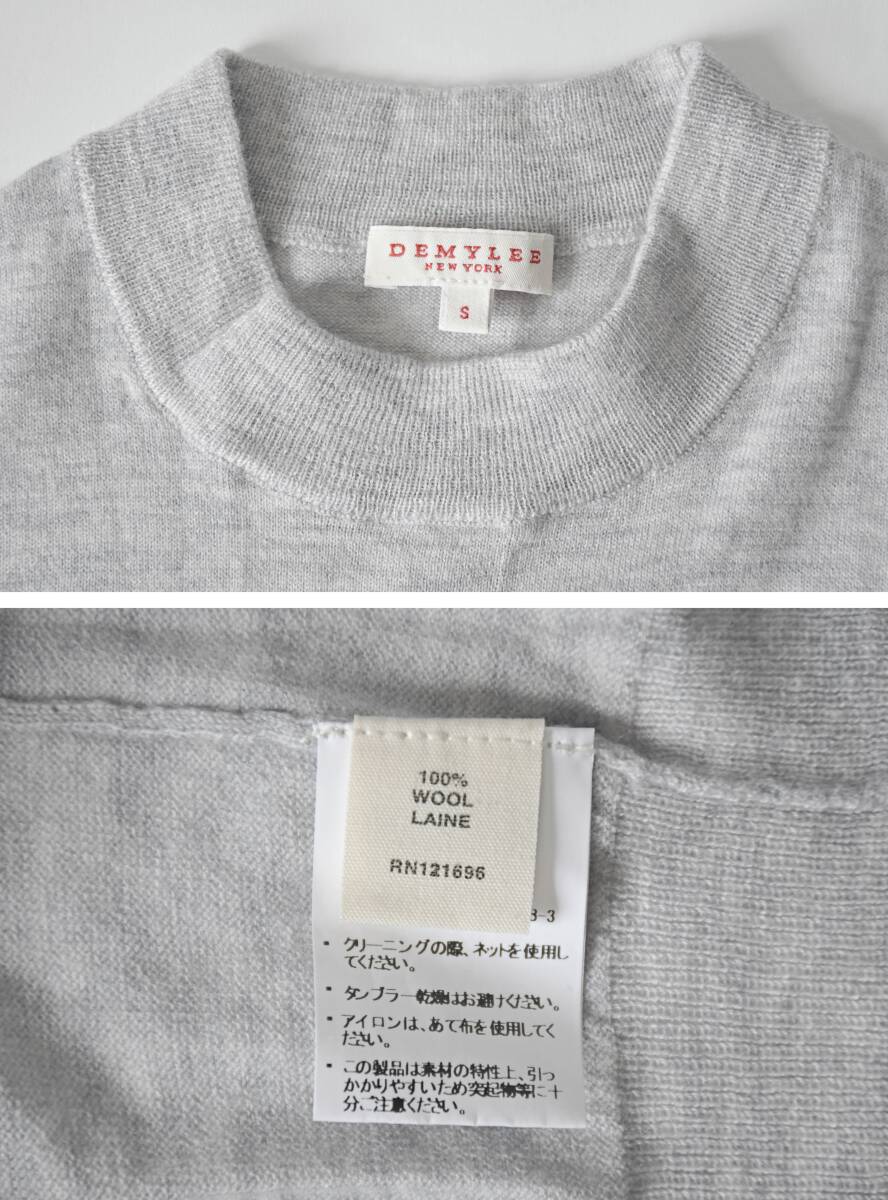 DEMYLEE
NEW YORK
S
100%
WOOL
LAINE
RN121696
8-3
・クリーニングの際、ネットを使用し
てください。
・タンブラー乾燥はお避けください。
・アイロンは、あて布を使用してく
ださい。
・この製品は素材の特性上、引っ
かかりやすいため突起物等に十
分ご注意ください。